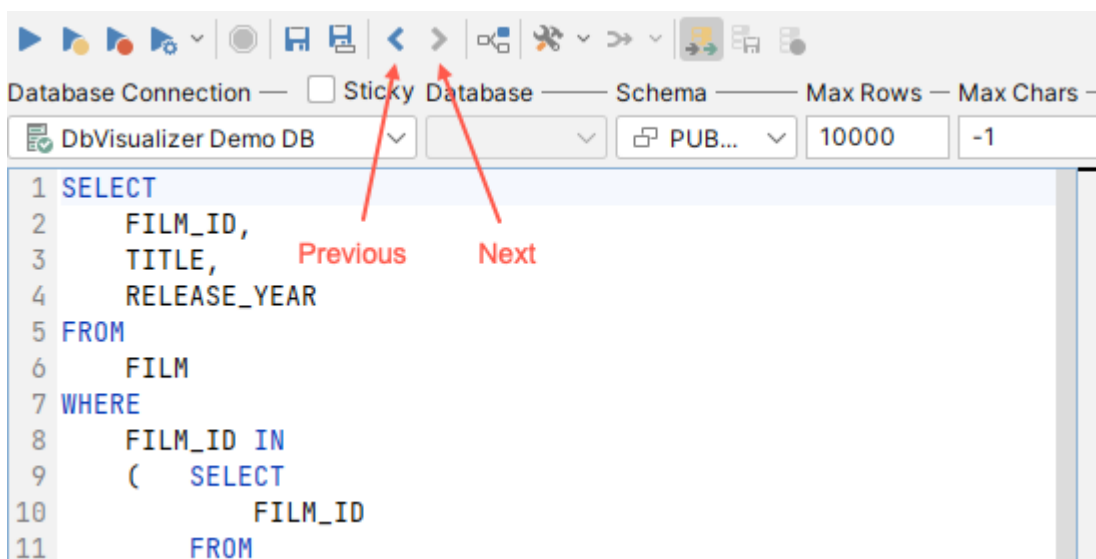 Database Connection Sticky Database Schema Max Rows Max Chars
DbVisualizer Demo DB PUB... 10000 -1
1 SELECT
2 FILM_ID,
3 TITLE,
Previous Next
4 RELEASE_YEAR
5 FROM
6 FILM
7 WHERE
8 FILM_ID IN
9 ( SELECT
10 FILM_ID
11 FROM